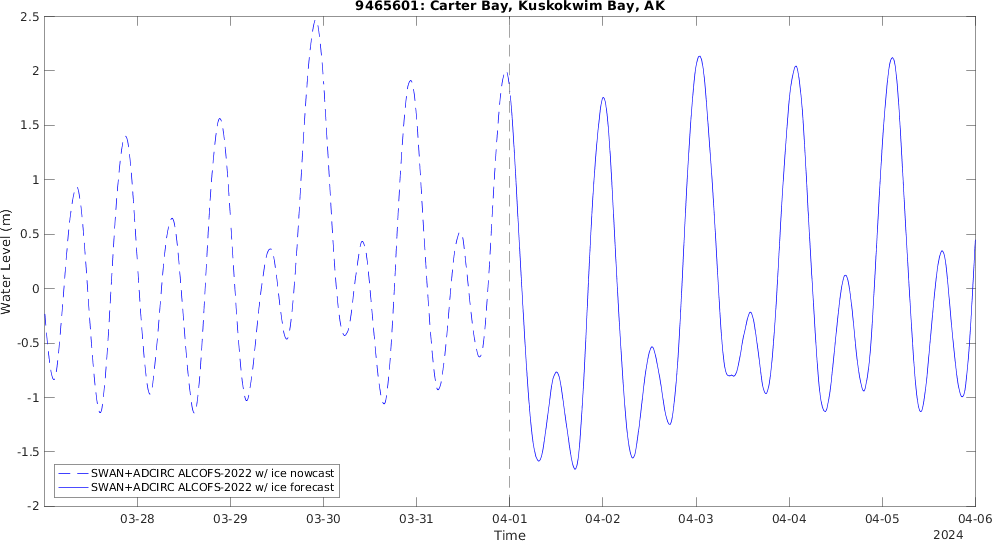 9465601: Carter Bay, Kuskokwim Bay, AK
Water Level (m)
2.5
2
1.5
1
0.5
0
-0.5
-1
-1.5
-2
SWAN+ADCIRC ALCOFS-2022 w/ ice nowcast
SWAN+ADCIRC ALCOFS-2022 w/ ice forecast
03-28 03-29 03-30 03-31 04-01 04-02 04-03 04-04 04-05 04-06
Time
2024